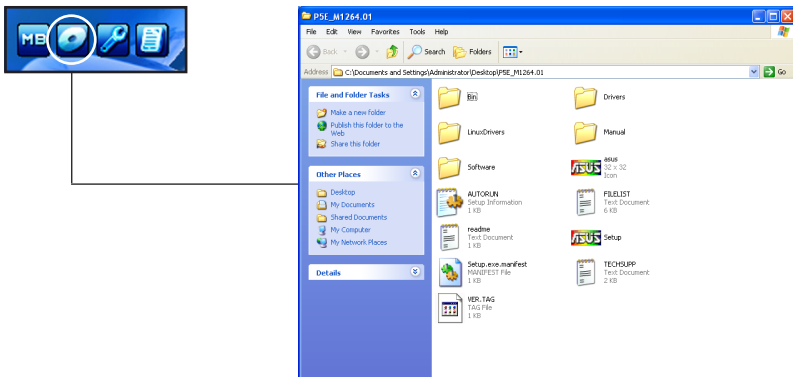 MB
P5E_M1264.01
File Edit View Favorites Tools Help
Back Search Folders
Address C:\Documents and Settings\Administrator\Desktop\P5E_M1264.01 Go
File and Folder Tasks
Make a new folder
Publish this folder to the Web
Share this folder
Other Places
Desktop
My Documents
Shared Documents
My Computer
My Network Places
Details
Bin
Drivers
LinuxDrivers
Manual
Software
ASUS
asus
32 x 32
Icon
AUTORUN
Setup Information
1 KB
FILELIST
Text Document
6 KB
readme
Text Document
1 KB
ASUS
Setup
Setup.exe.manifest
MANIFEST File
1 KB
TECHSUPP
Text Document
2 KB
VER.TAG
TAG File
1 KB